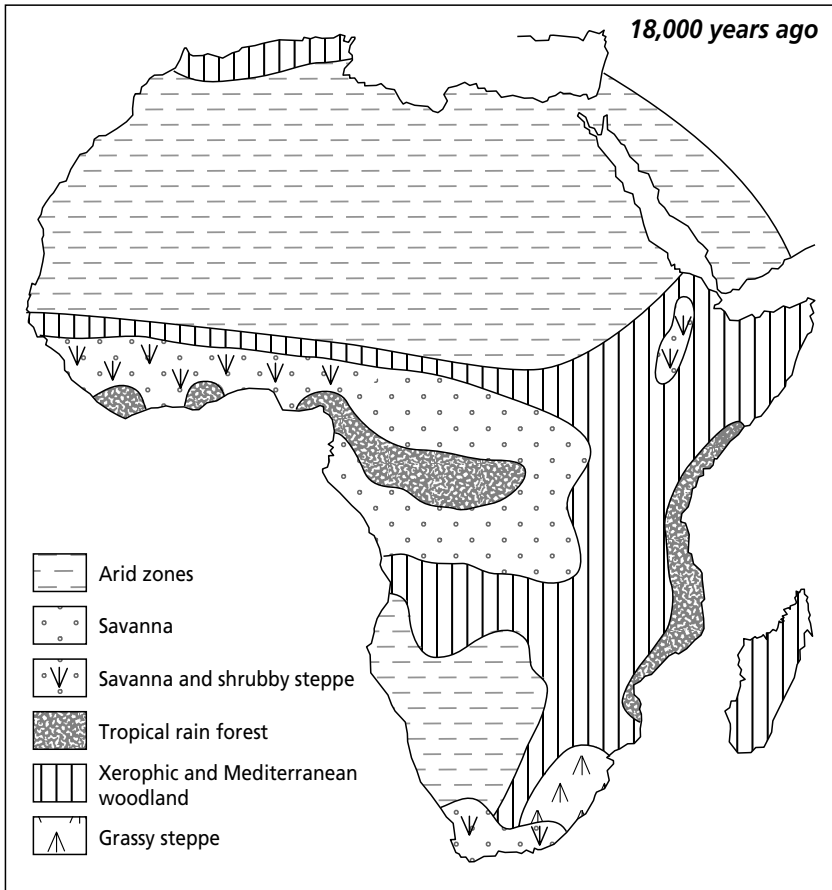 18,000 years ago
Arid zones
Savanna
Savanna and shrubby steppe
Tropical rain forest
Xerophic and Mediterranean
woodland
Grassy steppe